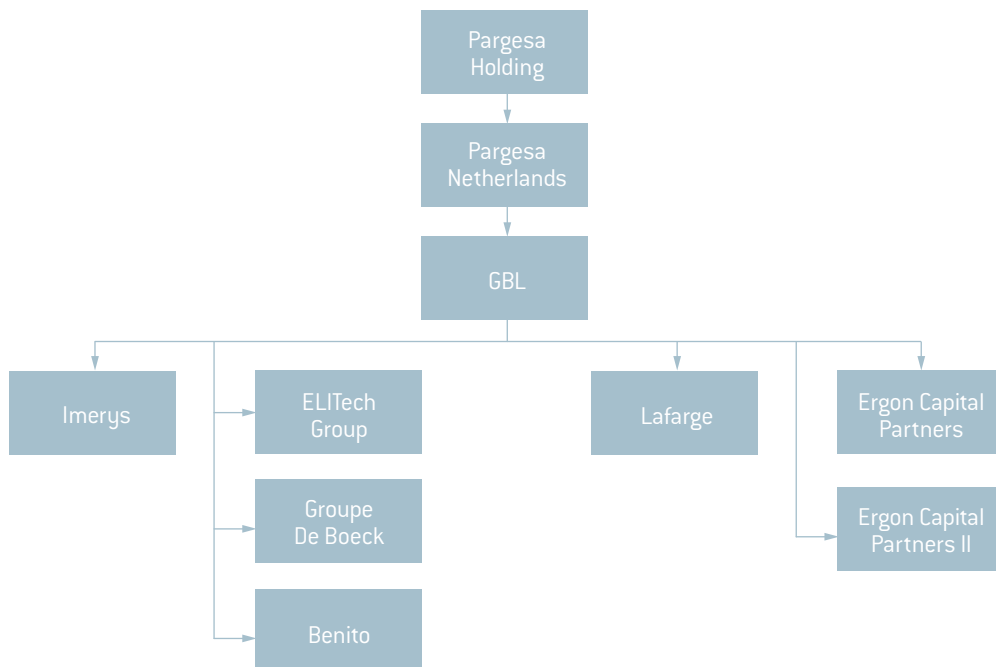 Pargesa
Holding
Pargesa
Netherlands
GBL
Imerys
ELITech
Group
Lafarge
Ergon Capital
Partners
Groupe
De Boeck
Ergon Capital
Partners II
Benito